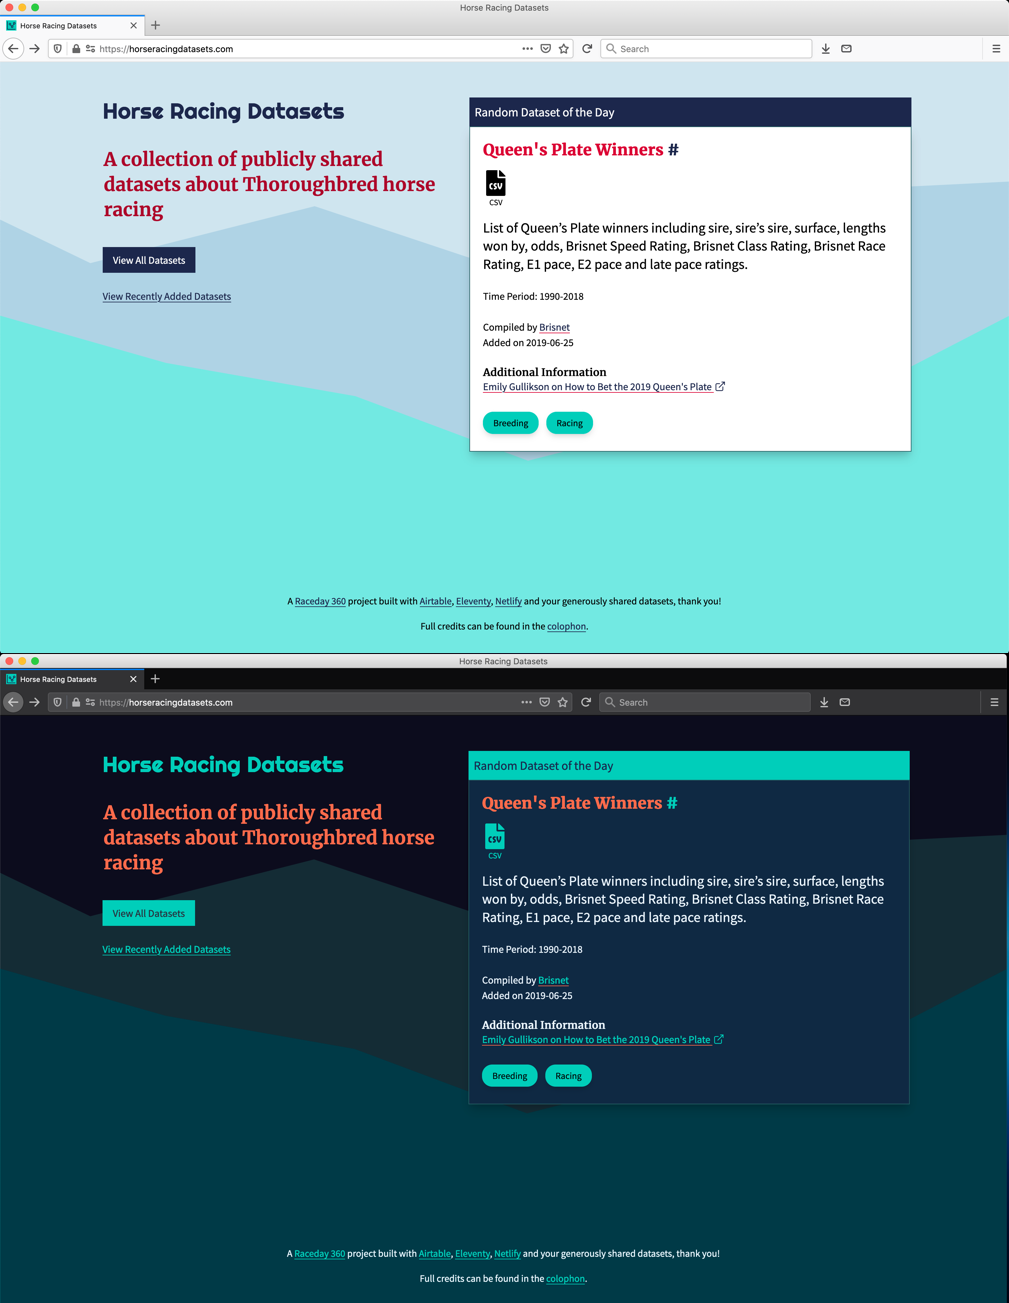 Horse Racing Datasets
Horse Racing Datasets
https://horseracingdatasets.com
Search
Horse Racing Datasets
A collection of publicly shared
datasets about Thoroughbred horse
racing
View All Datasets
View Recently Added Datasets
Random Dataset of the Day
Queen's Plate Winners #
CSV
CSV
List of Queen’s Plate winners including sire, sire’s sire, surface, lengths
won by, odds, Brisnet Speed Rating, Brisnet Class Rating, Brisnet Race
Rating, E1 pace, E2 pace and late pace ratings.
Time Period: 1990-2018
Compiled by Brisnet
Added on 2019-06-25
Additional Information
Emily Gullikson on How to Bet the 2019 Queen's Plate
Breeding Racing
A Raceday 360 project built with Airtable, Eleventy, Netlify and your generously shared datasets, thank you!
Full credits can be found in the colophon.
Horse Racing Datasets
Horse Racing Datasets
https://horseracingdatasets.com
Search
Horse Racing Datasets
A collection of publicly shared
datasets about Thoroughbred horse
racing
View All Datasets
View Recently Added Datasets
Random Dataset of the Day
Queen's Plate Winners #
CSV
CSV
List of Queen’s Plate winners including sire, sire’s sire, surface, lengths
won by, odds, Brisnet Speed Rating, Brisnet Class Rating, Brisnet Race
Rating, E1 pace, E2 pace and late pace ratings.
Time Period: 1990-2018
Compiled by Brisnet
Added on 2019-06-25
Additional Information
Emily Gullikson on How to Bet the 2019 Queen's Plate
Breeding Racing
A Raceday 360 project built with Airtable, Eleventy, Netlify and your generously shared datasets, thank you!
Full credits can be found in the colophon.